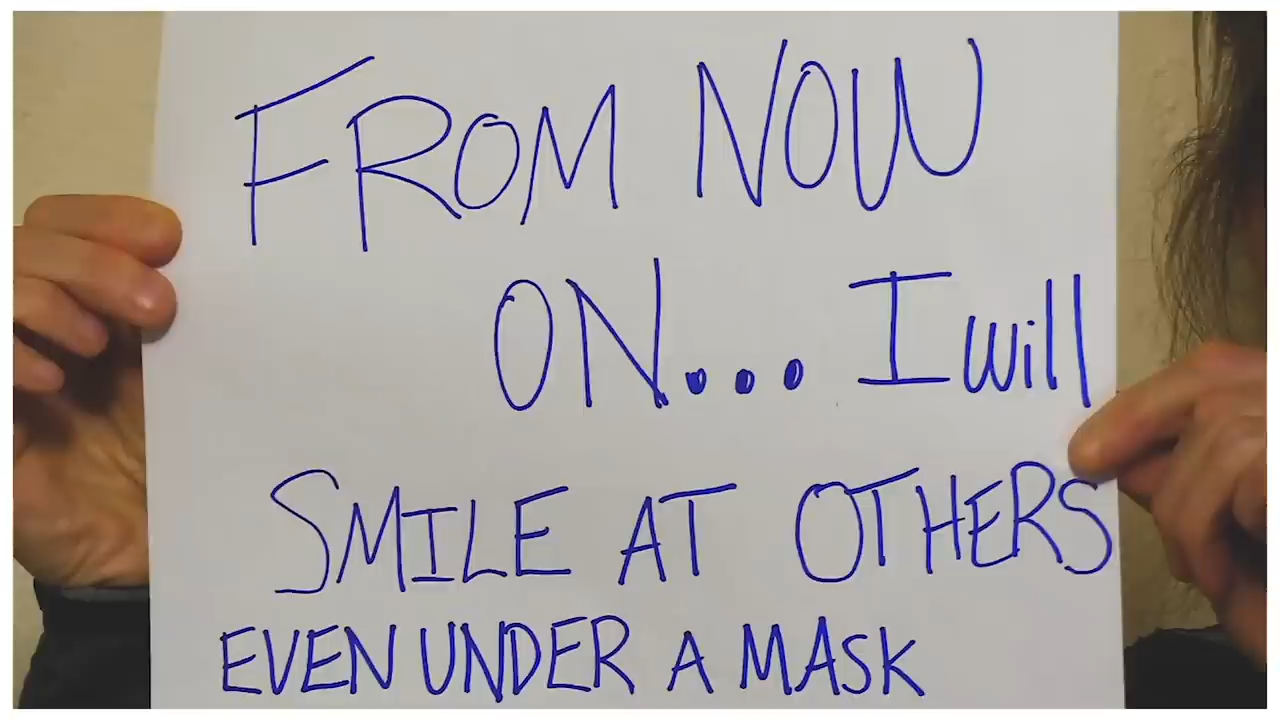 FROM NOW
ON... I will
SMILE AT OTHERS
EVEN UNDER A MASK